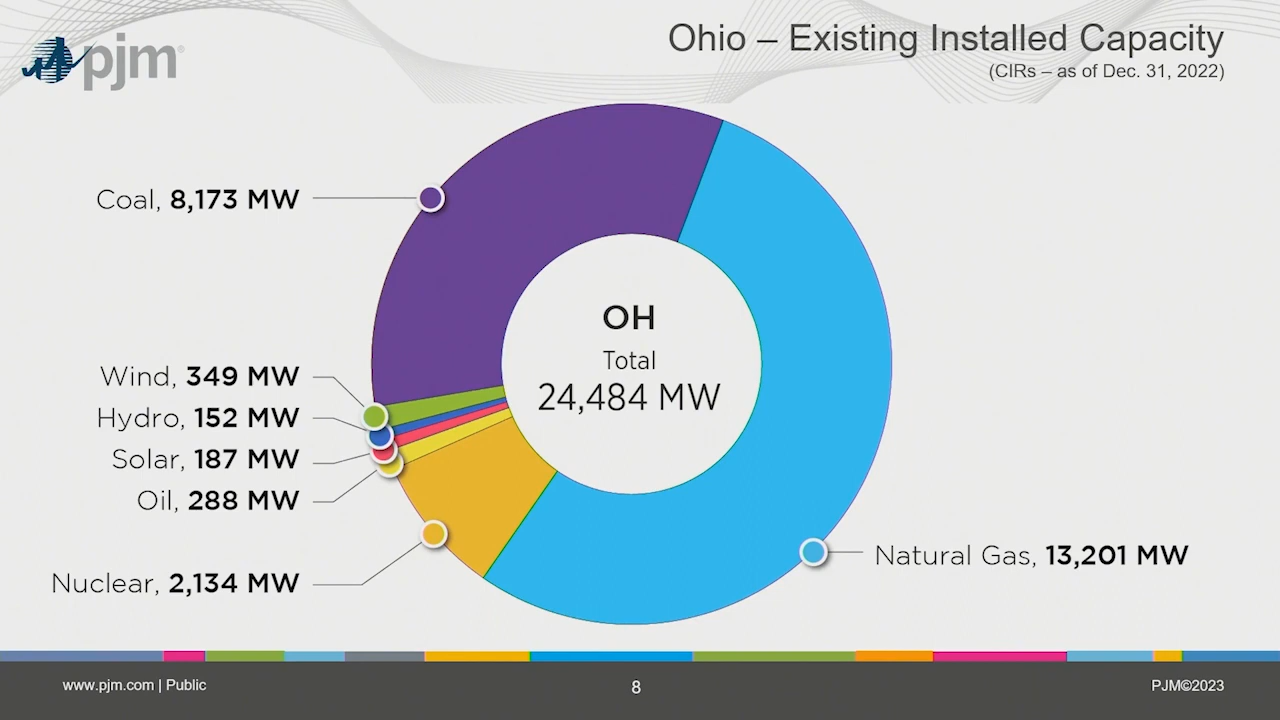 pjm
Ohio – Existing Installed Capacity
(CIRs – as of Dec. 31, 2022)
Coal, 8,173 MW
Wind, 349 MW
Hydro, 152 MW
Solar, 187 MW
Oil, 288 MW
Nuclear, 2,134 MW
OH
Total
24,484 MW
Natural Gas, 13,201 MW
www.pjm.com | Public
8
PJM©2023